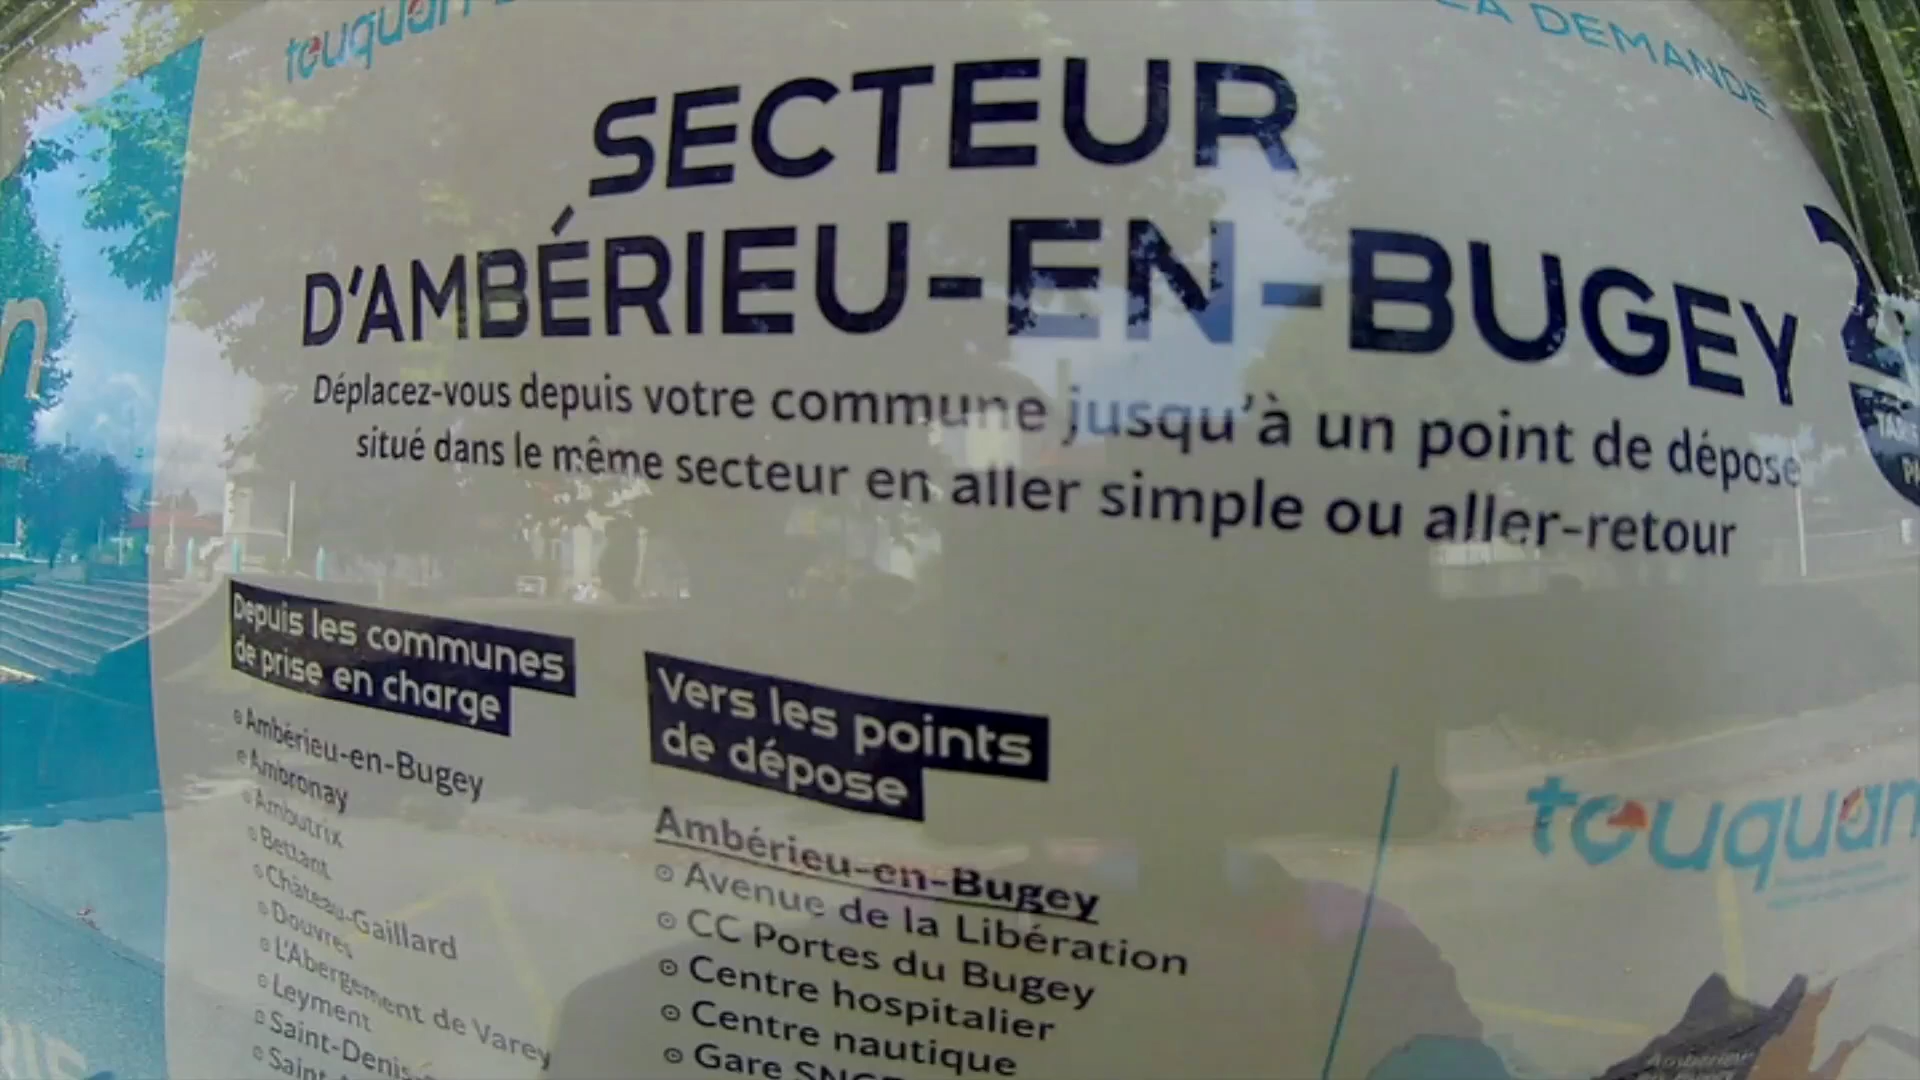 touquan
LA DEMANDE
SECTEUR
D'AMBÉRIEU-EN-BUGEY
Déplacez-vous depuis votre commune jusqu'à un point de dépose
situé dans le même secteur en aller simple ou aller-retour
Depuis les communes
de prise en charge
Ambérieu-en-Bugey
Ambronay
Ambutrix
Bettant
Château-Gaillard
Douvres
L'Abergement de Varey
Leyment
Saint-Denis-
Saint-
Vers les points
de dépose
Ambérieu-en-Bugey
Avenue de la Libération
CC Portes du Bugey
Centre hospitalier
Centre nautique
Gare SNCF
touquan